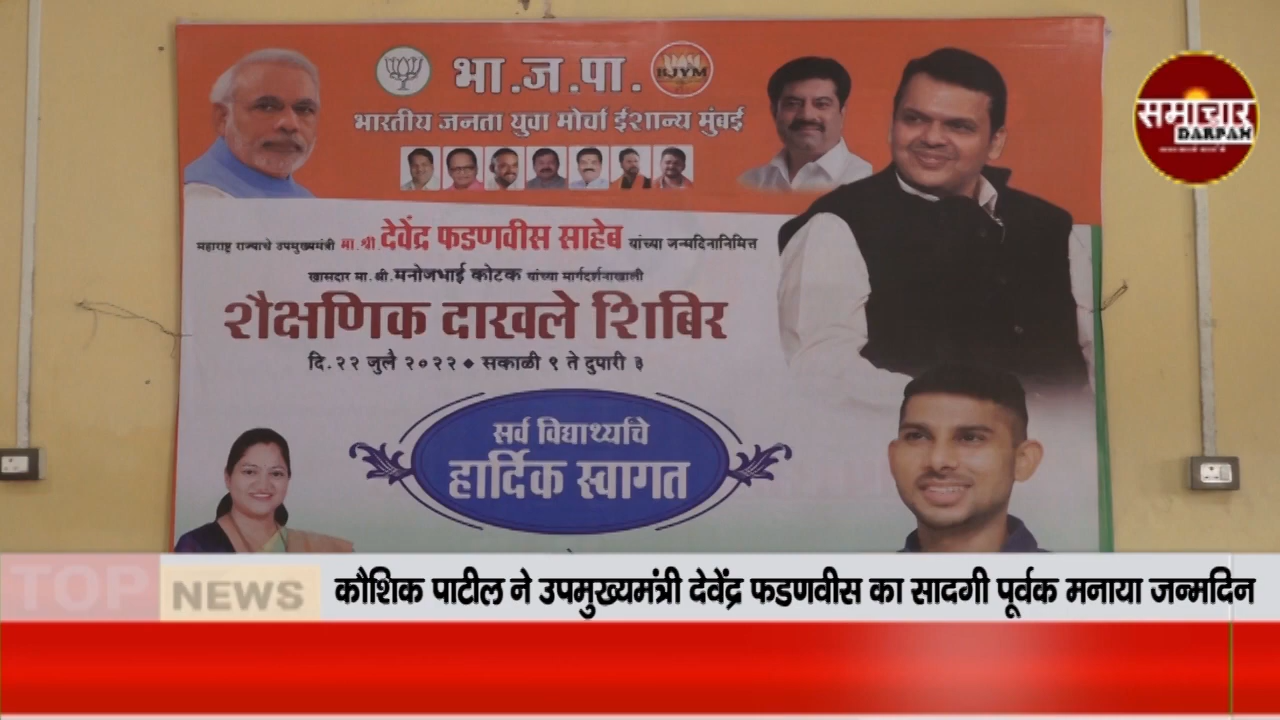 भा.ज.पा.
BJYM
भारतीय जनता युवा मोर्चा ईशान्य मुंबई
समाचार
DARPAN
महाराष्ट्र राज्याचे उपमुख्यमंत्री मा.श्री देवेंद्र फडणवीस साहेब यांच्या जन्मदिनानिमित्त
खासदार मा.श्री.मनोजभाई कोटक यांच्या मार्गदर्शनाखाली
शैक्षणिक दाखले शिबिर
दि.२२ जुलै २०२२ ◆ सकाळी ९ ते दुपारी ३
सर्व विद्यार्थ्यांचे
हार्दिक स्वागत
TOP NEWS कौशिक पाटील ने उपमुख्यमंत्री देवेंद्र फडणवीस का सादगी पूर्वक मनाया जन्मदिन